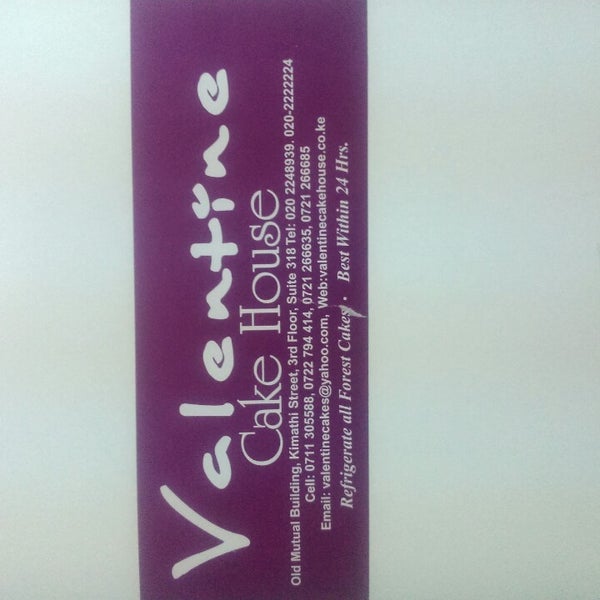 Valentine
Cake House
Old Mutual Building, Kimathi Street, 3rd Floor, Suite 318 Tel: 020 2248939. 020-2222224
Cell: 0711 305588, 0722 794 414, 0721 266635, 0721 266685
Email: valentinecakes@yahoo.com, Web:valentinecakehouse.co.ke
Refrigerate all Forest Cakes • Best Within 24 Hrs.